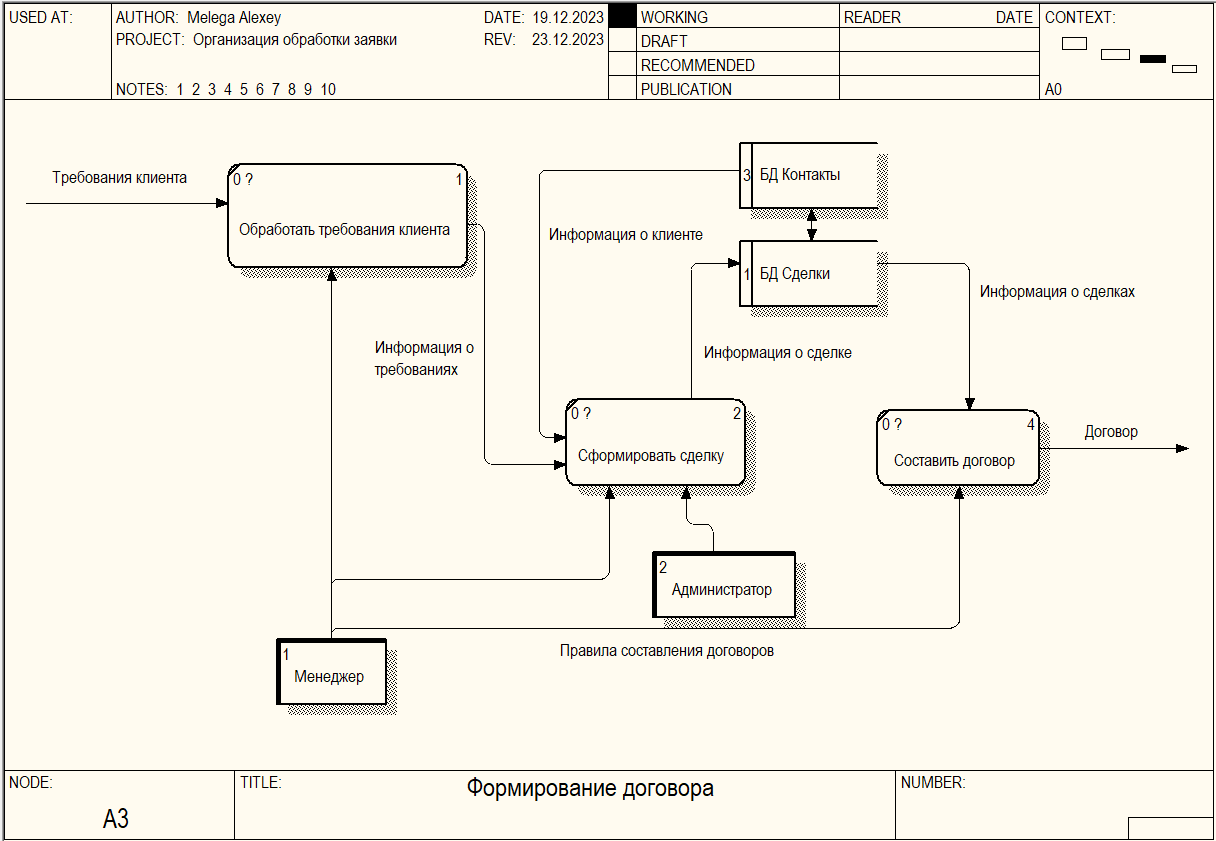 USED AT:
AUTHOR: Melega Alexey
DATE: 19.12.2023
PROJECT: Организация обработки заявки
REV: 23.12.2023
NOTES: 1 2 3 4 5 6 7 8 9 10
WORKING
DRAFT
RECOMMENDED
PUBLICATION
READER
DATE
CONTEXT:
A0
Требования клиента
0 ?
1
Обработать требования клиента
3
БД Контакты
Информация о клиенте
1
БД Сделки
Информация о сделках
Информация о
требованиях
Информация о сделке
0 ?
2
Сформировать сделку
0 ?
4
Составить договор
Договор
2
Администратор
Правила составления договоров
1
Менеджер
NODE:
A3
TITLE:
Формирование договора
NUMBER: